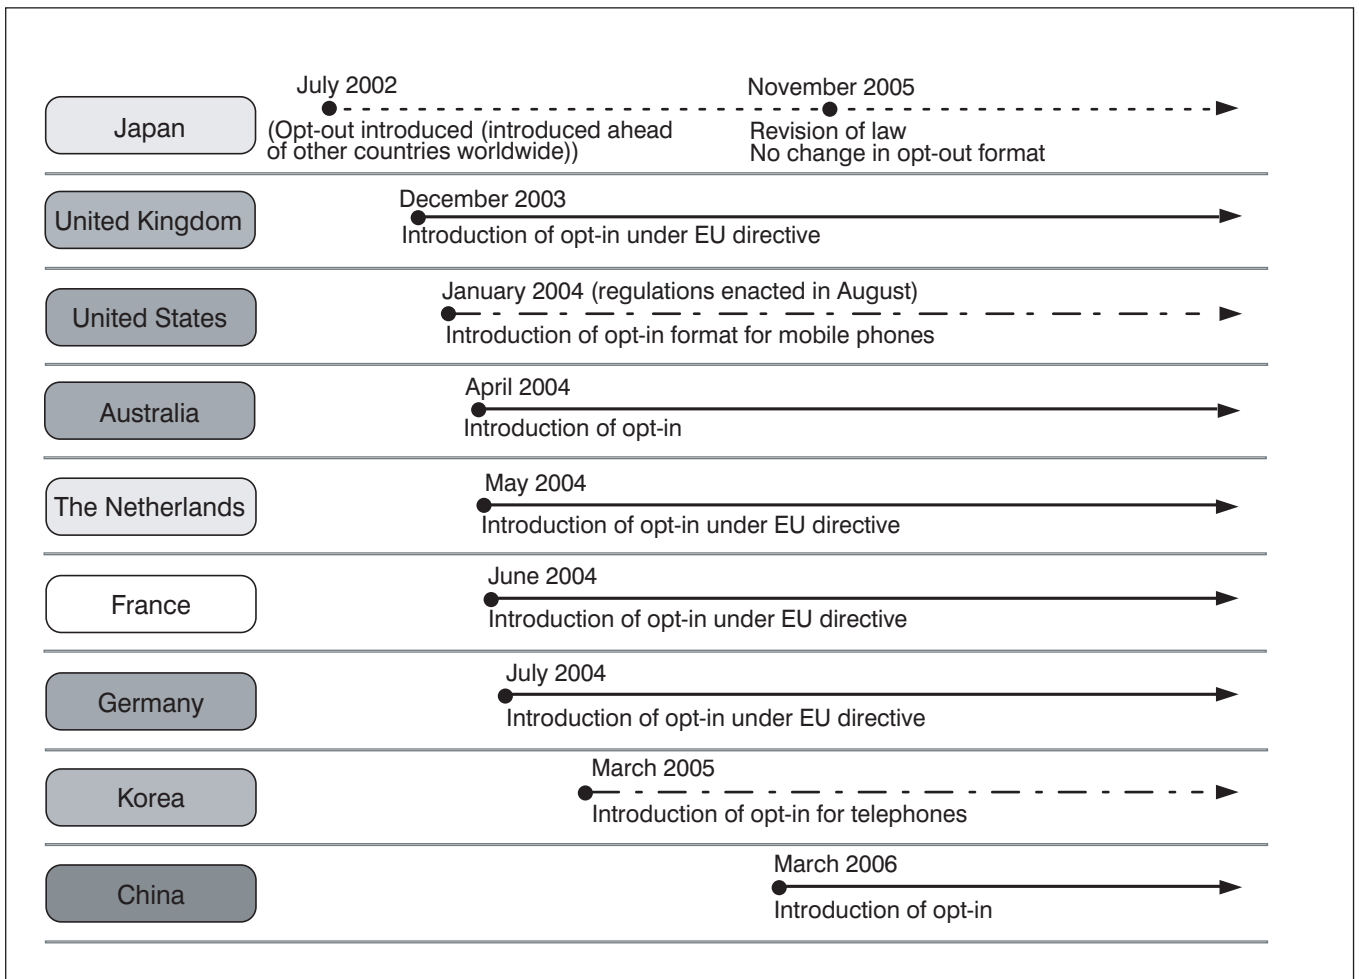 July 2002
November 2005
Japan
(Opt-out introduced (introduced ahead
of other countries worldwide))
Revision of law
No change in opt-out format
December 2003
United Kingdom
Introduction of opt-in under EU directive
January 2004 (regulations enacted in August)
United States
Introduction of opt-in format for mobile phones
April 2004
Australia
Introduction of opt-in
May 2004
The Netherlands
Introduction of opt-in under EU directive
June 2004
France
Introduction of opt-in under EU directive
July 2004
Germany
Introduction of opt-in under EU directive
March 2005
Korea
Introduction of opt-in for telephones
March 2006
China
Introduction of opt-in